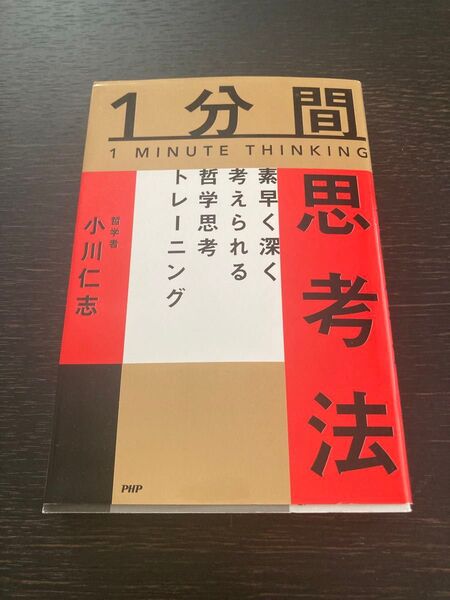 1分間
1 MINUTE THINKING
思考法
素早く深く
考えられる
哲学思考
トレーニング
哲学者
小川仁志
PHP